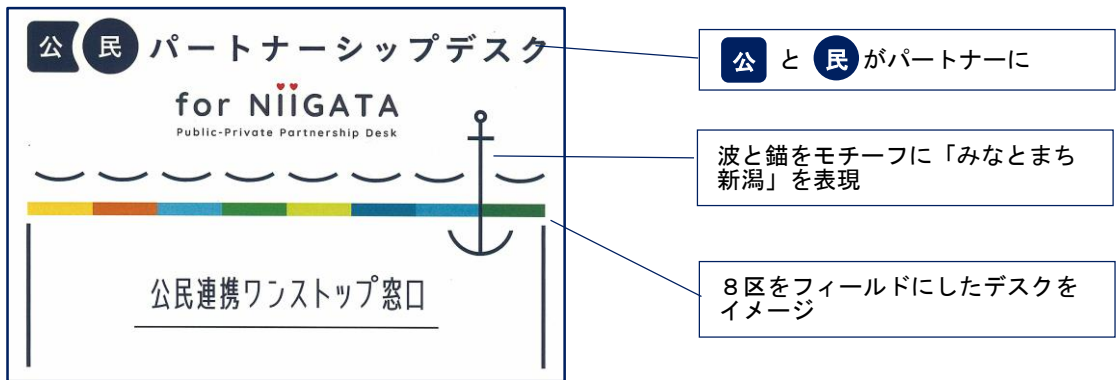 公民パートナーシップデスク
for NiiGATA
Public-Private Partnership Desk
公民連携ワンストップ窓口
公と民がパートナーに
波と錨をモチーフに「みなとまち
新潟」を表現
８区をフィールドにしたデスクを
イメージ